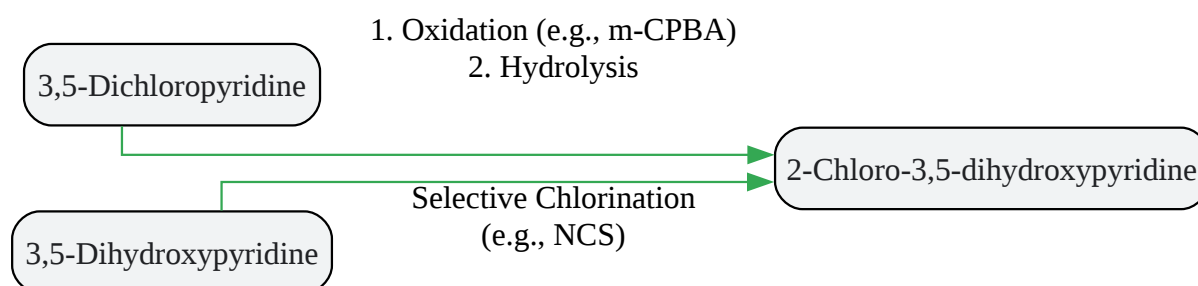 1. Oxidation (e.g., m-CPBA)
2. Hydrolysis
3,5-Dichloropyridine
2-Chloro-3,5-dihydroxypyridine
Selective Chlorination
(e.g., NCS)
3,5-Dihydroxypyridine